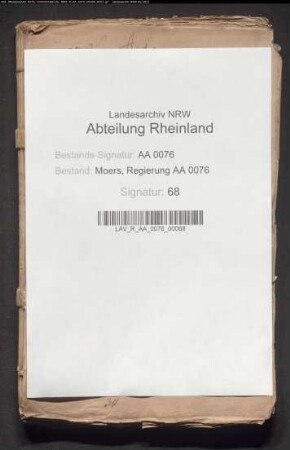 Landesarchiv NRW
Abteilung Rheinland
Bestands-Signatur: AA 0076
Bestand: Moers, Regierung AA 0076
Signatur: 68
LAV_R_AA_0076_00068